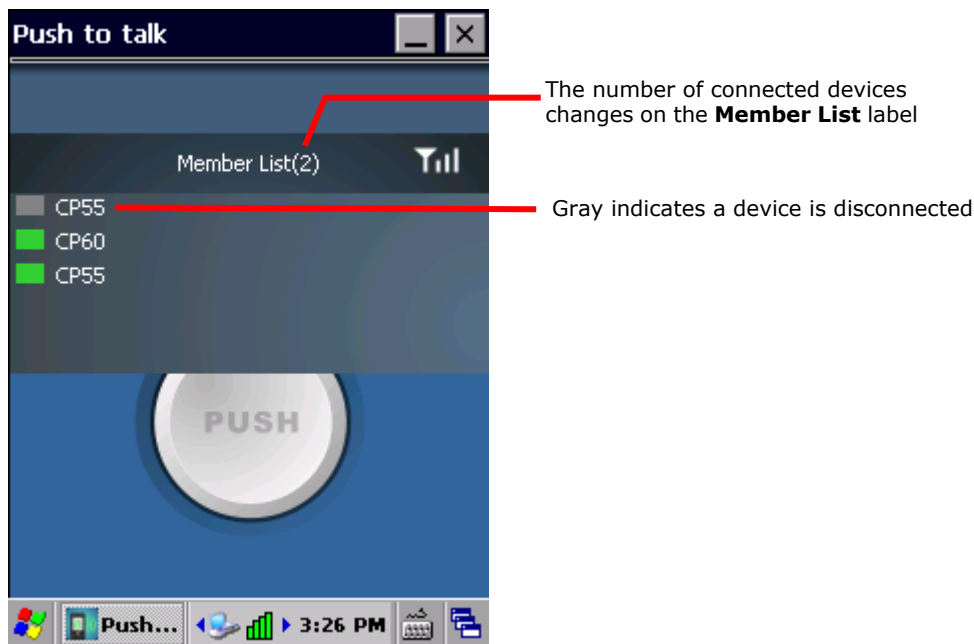 Push to talk
The number of connected devices
changes on the Member List label
Member List(2)
CP55
Gray indicates a device is disconnected
CP60
CP55
PUSH
Push... 3:26 PM